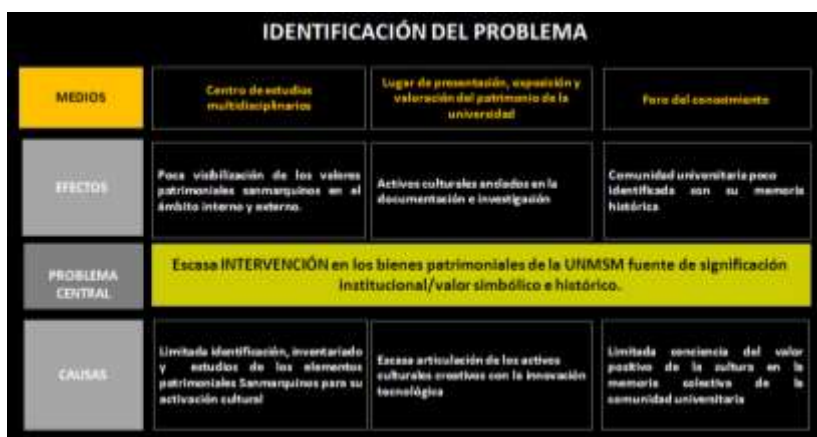 IDENTIFICACIÓN DEL PROBLEMA
MEDIOS
Centro de estudios
multidisciplinarios
Lugar de presentación, exposición y
valoración del patrimonio de la
universidad
Foro del conocimiento
EFECTOS
Poca visibilización de los valores
patrimoniales sanmarquinos en el
ámbito interno y externo.
Activos culturales anclados en la
documentación e investigación
Comunidad universitaria poco
identificada con su memoria
histórica
PROBLEMA
CENTRAL
Escasa INTERVENCIÓN en los bienes patrimoniales de la UNMSM fuente de significación
institucional/valor simbólico e histórico.
CAUSAS
Limitada identificación, inventariado
y estudios de los elementos
patrimoniales Sanmarquinos para su
activación cultural
Escasa articulación de los activos
culturales creativos con la innovación
tecnológica
Limitada conciencia del valor
positivo de la cultura en la
memoria colectiva de la
comunidad universitaria